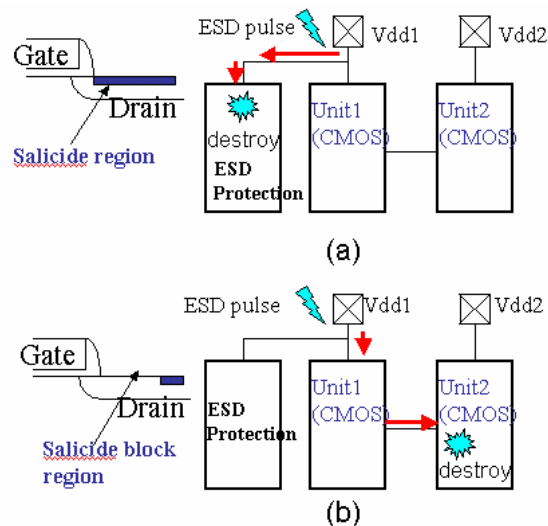 ESD pulse
Vdd1
Vdd2
Gate
Drain
Salicide region
destroy
ESD
Protection
Unit1
(CMOS)
Unit2
(CMOS)
(a)
ESD pulse
Vdd1
Vdd2
Gate
Drain
Salicide block
region
ESD
Protection
Unit1
(CMOS)
Unit2
(CMOS)
destroy
(b)